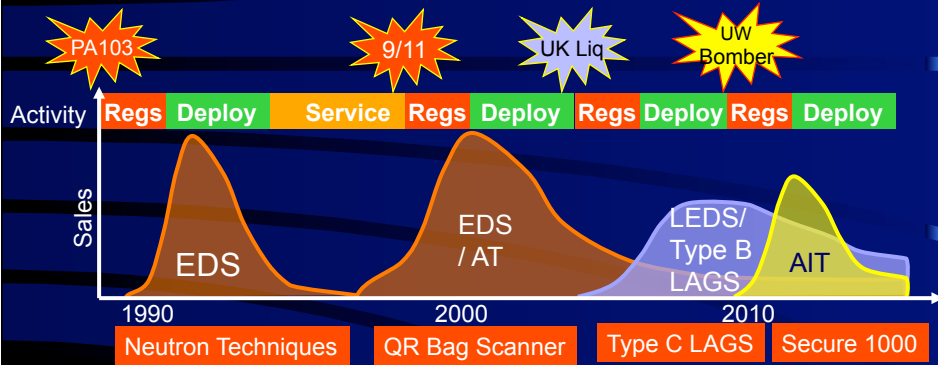 PA103
9/11
UK Liq
UW
Bomber
Activity
Regs Deploy Service Regs Deploy Regs Deploy Regs Deploy
Sales
EDS
EDS
/ AT
LEDS/
Type B
LAGS
AIT
1990 2000 2010
Neutron Techniques
QR Bag Scanner
Type C LAGS
Secure 1000